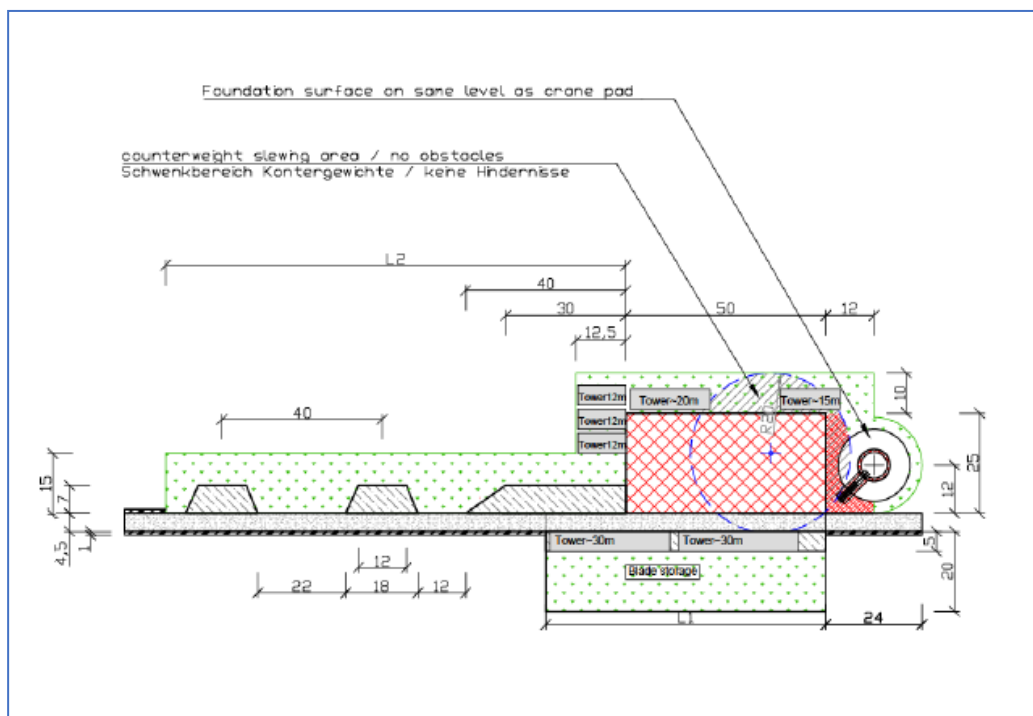 Foundation surface on same level as crane pad
counterweight slewing area / no obstacles
Schwenkbereich Kontergewichte / keine Hindernisse
L2
40
30
50
12
12,5
10
Tower12m
Tower~20m
Tower~15m
40
Tower12m
R20
Tower12m
25
15
7
12
4,5
1
Tower~30m
Tower~30m
5
12
Blade storage
20
22
18
12
L1
24